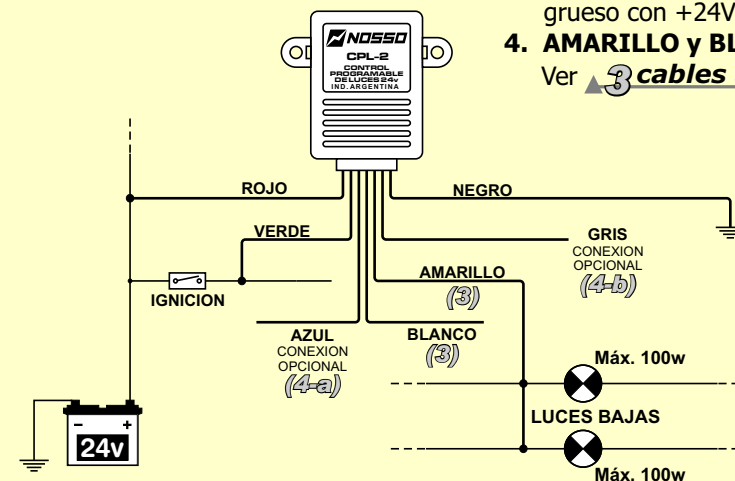 grueso con +24V
4. AMARILLO y BL
Ver 3 cables
NOSSO
CPL-2
CONTROL
PROGRAMABLE
DE LUCES 24v
IND. ARGENTINA
ROJO
NEGRO
VERDE
GRIS
CONEXION
OPCIONAL
(4-b)
AMARILLO
(3)
IGNICION
AZUL
CONEXION
OPCIONAL
(4-a)
BLANCO
(3)
Máx. 100w
LUCES BAJAS
- +
24v
Máx. 100w